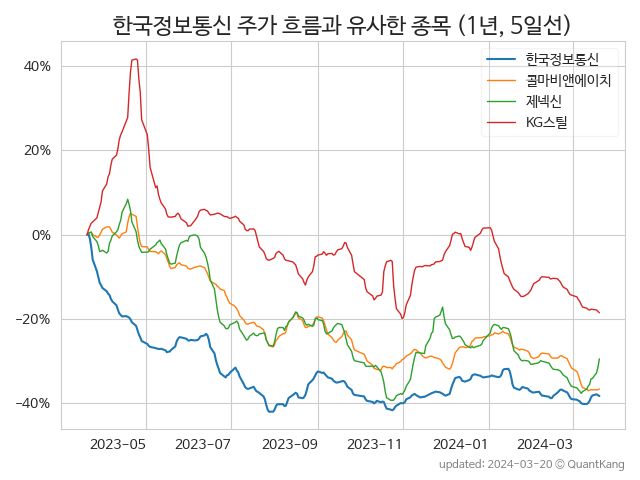 한국정보통신 주가 흐름과 유사한 종목 (1년, 5일선)
한국정보통신
콜마비앤에이치
제넥신
KG스틸
40%
20%
0%
−20%
−40%
2023−05
2023−07
2023−09
2023−11
2024−01
2024−03
updated: 2024-03-20 © QuantKang